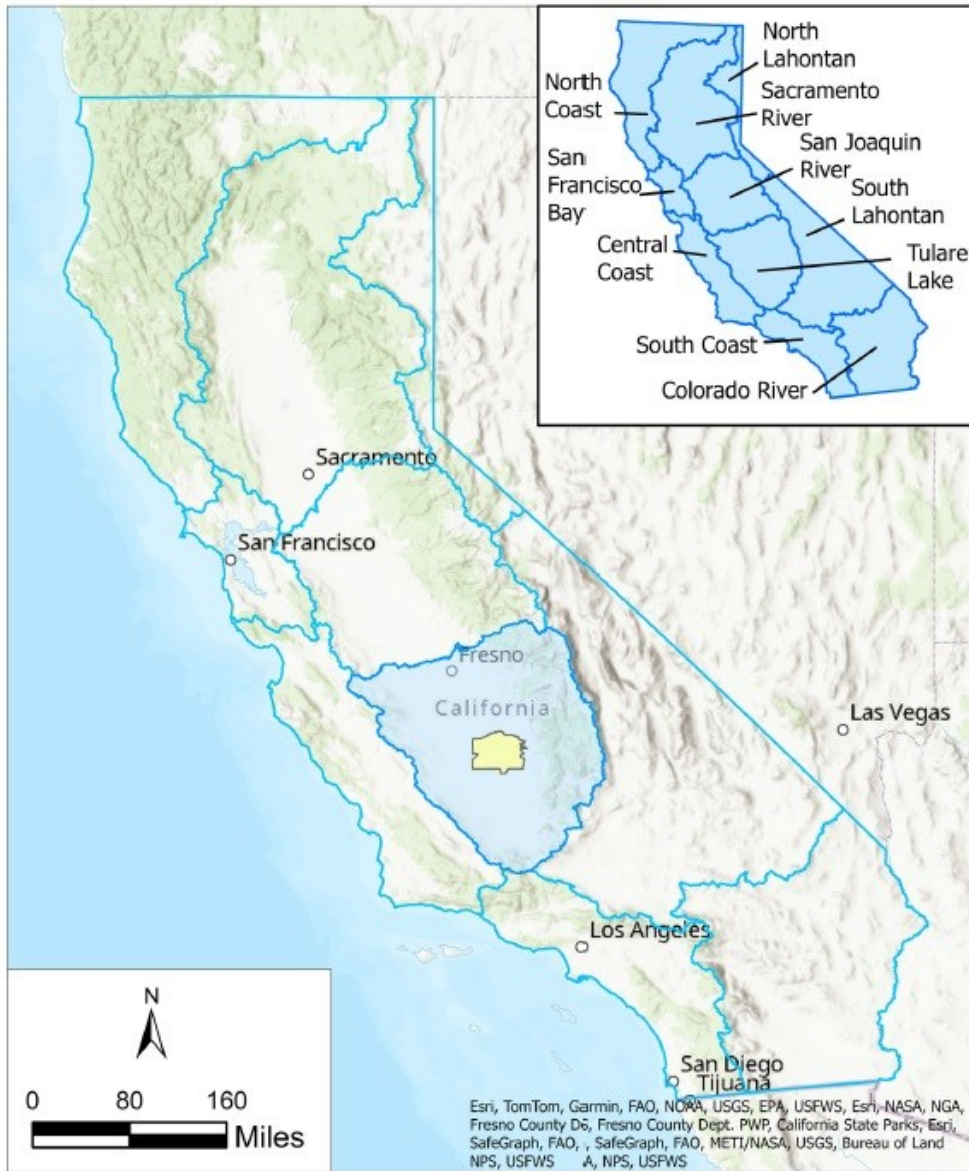 North
Lahontan
North
Coast
Sacramento
River
San Joaquin
River
San
Francisco
Bay
South
Lahontan
Central
Coast
Tulare
Lake
South Coast
Colorado River
Sacramento
San Francisco
Fresno
California
Las Vegas
Los Angeles
San Diego
Tijuana
N
0 80 160
Miles
Esri, TomTom, Garmin, FAO, NOAA, USGS, EPA, USFWS, Esri, NASA, NGA,
Fresno County D6, Fresno County Dept. PWP, California State Parks, Esri,
SafeGraph, FAO, , SafeGraph, FAO, METI/NASA, USGS, Bureau of Land
NPS, USFWS A, NPS, USFWS